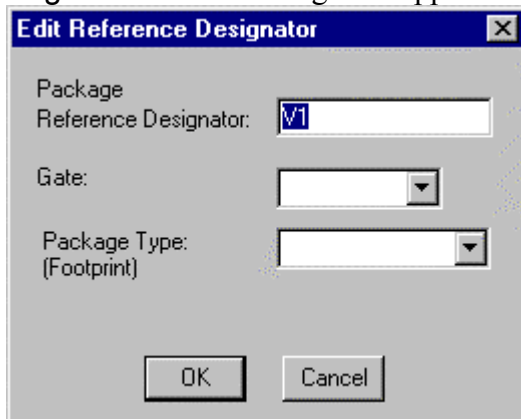 Edit Reference Designator
Package
Reference Designator:
V1
Gate:
Package Type:
(Footprint)
OK
Cancel